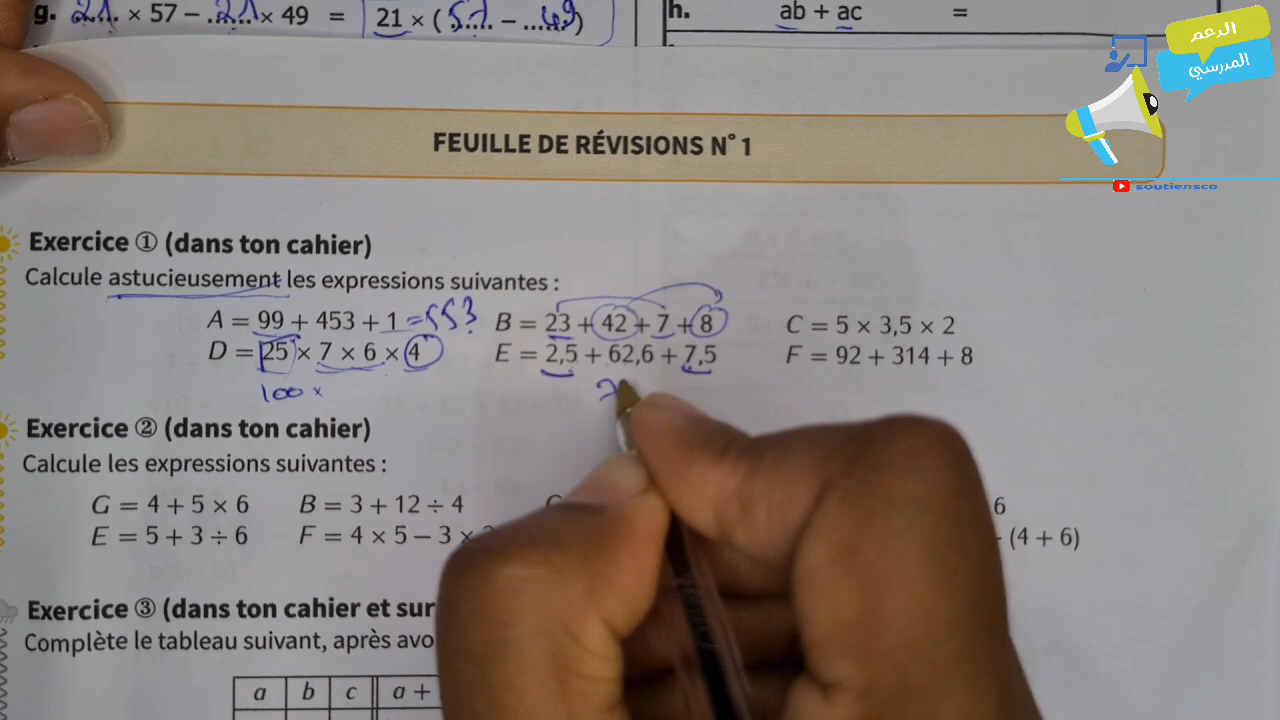 g. 21 × 57 – 21 × 49 = 21 × (57 – 49)
h. ab + ac =
الدعم
المدرسي
soutiensco
FEUILLE DE RÉVISIONS N° 1
Exercice ① (dans ton cahier)
Calcule astucieusement les expressions suivantes :
A = 99 + 453 + 1 = 553 B = 23 + 42 + 7 + 8 C = 5 × 3,5 × 2
D = 25 × 7 × 6 × 4 E = 2,5 + 62,6 + 7,5 F = 92 + 314 + 8
100 ×
Exercice ② (dans ton cahier)
Calcule les expressions suivantes :
G = 4 + 5 × 6 B = 3 + 12 ÷ 4 6
E = 5 + 3 ÷ 6 F = 4 × 5 – 3 × (4 + 6)
Exercice ③ (dans ton cahier et sur
Complète le tableau suivant, après avo
a b c a +